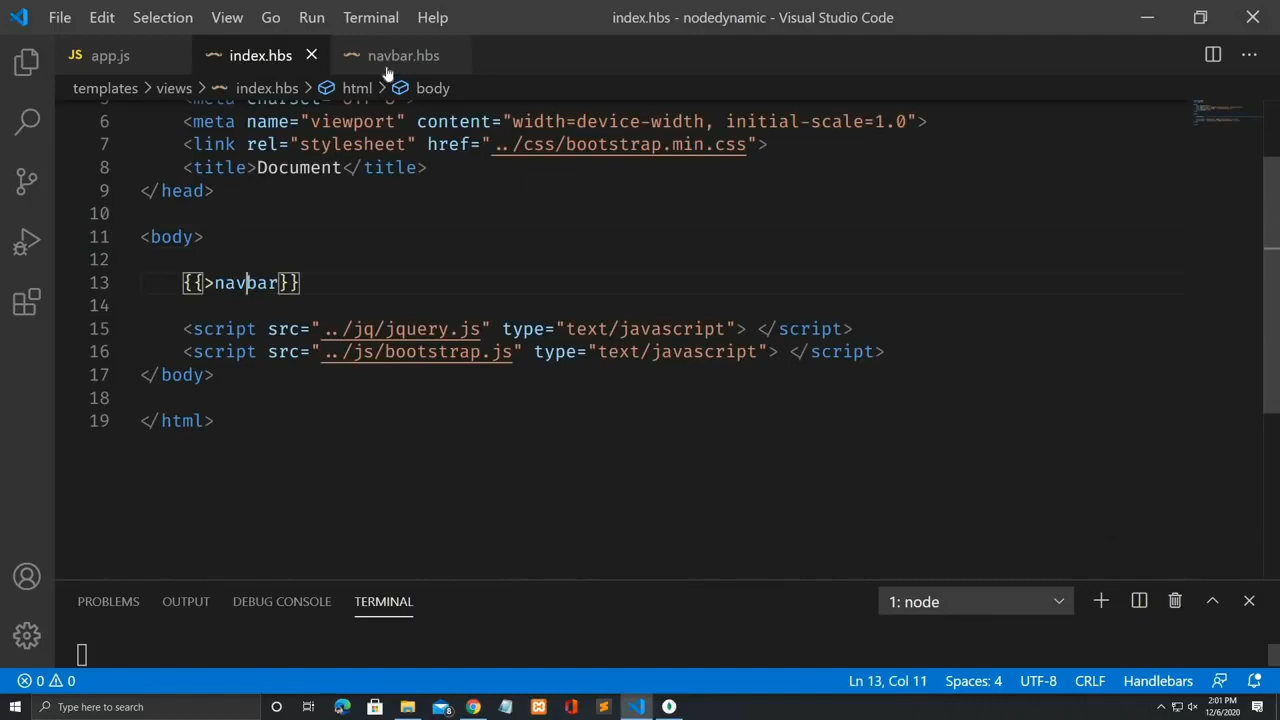 File Edit Selection View Go Run Terminal Help index.hbs - nodedynamic - Visual Studio Code
JS app.js index.hbs navbar.hbs
templates > views > index.hbs > html > body
6 <meta name="viewport" content="width=device-width, initial-scale=1.0">
7 <link rel="stylesheet" href="../css/bootstrap.min.css">
8 <title>Document</title>
9 </head>
10
11 <body>
12
13 {{>navbar}}
14
15 <script src="../jq/jquery.js" type="text/javascript"> </script>
16 <script src="../js/bootstrap.js" type="text/javascript"> </script>
17 </body>
18
19 </html>
PROBLEMS OUTPUT DEBUG CONSOLE TERMINAL 1: node
0 0 Ln 13, Col 11 Spaces: 4 UTF-8 CRLF Handlebars
Type here to search 2:01 PM
12/6/2020